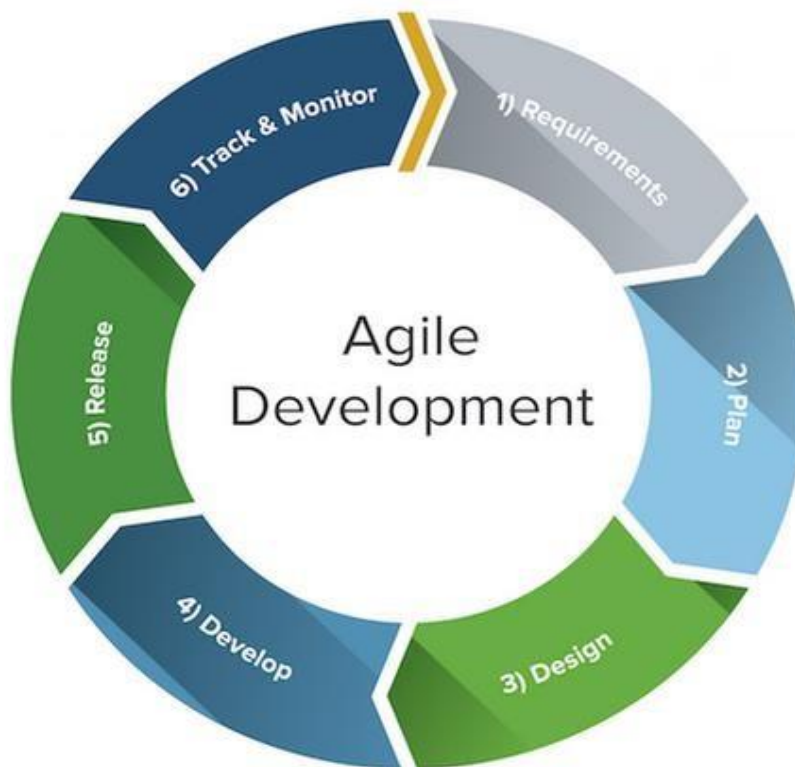 Agile
Development
1) Requirements
2) Plan
3) Design
4) Develop
5) Release
6) Track & Monitor